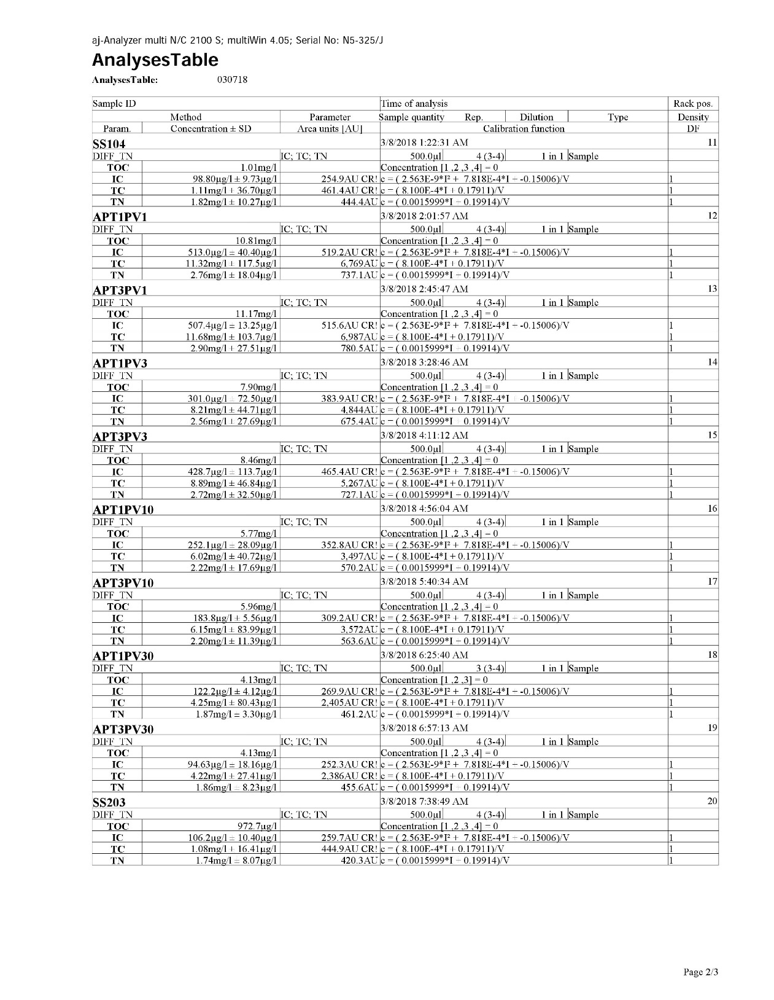 aj-Analyzer multi N/C 2100 S; multiWin 4.05; Serial No: N5-325/J
AnalysesTable
AnalysesTable: 030718
Sample ID Time of analysis Rack pos.
Method Parameter Sample quantity Rep. Dilution Type Density
Param. Concentration ± SD Area units [AU] Calibration function DF
SS104 3/8/2018 1:22:31 AM 11
DIFF_TN IC; TC; TN 500.0µl 4 (3-4) 1 in 1 Sample
TOC 1.01mg/l Concentration [1 ,2 ,3 ,4] = 0
IC 98.80µg/l ± 9.73µg/l 254.9AU CR! c = ( 2.563E-9*I² + 7.818E-4*I + -0.15006)/V 1
TC 1.11mg/l ± 36.70µg/l 461.4AU CR! c = ( 8.100E-4*I + 0.17911)/V 1
TN 1.82mg/l ± 10.27µg/l 444.4AU c = ( 0.0015999*I + 0.19914)/V 1
APT1PV1 3/8/2018 2:01:57 AM 12
DIFF_TN IC; TC; TN 500.0µl 4 (3-4) 1 in 1 Sample
TOC 10.81mg/l Concentration [1 ,2 ,3 ,4] = 0
IC 513.0µg/l ± 40.40µg/l 519.2AU CR! c = ( 2.563E-9*I² + 7.818E-4*I + -0.15006)/V 1
TC 11.32mg/l ± 117.5µg/l 6,769AU c = ( 8.100E-4*I + 0.17911)/V 1
TN 2.76mg/l ± 18.04µg/l 737.1AU c = ( 0.0015999*I + 0.19914)/V 1
APT3PV1 3/8/2018 2:45:47 AM 13
DIFF_TN IC; TC; TN 500.0µl 4 (3-4) 1 in 1 Sample
TOC 11.17mg/l Concentration [1 ,2 ,3 ,4] = 0
IC 507.4µg/l ± 13.25µg/l 515.6AU CR! c = ( 2.563E-9*I² + 7.818E-4*I + -0.15006)/V 1
TC 11.68mg/l ± 103.7µg/l 6,987AU c = ( 8.100E-4*I + 0.17911)/V 1
TN 2.90mg/l ± 27.51µg/l 780.5AU c = ( 0.0015999*I + 0.19914)/V 1
APT1PV3 3/8/2018 3:28:46 AM 14
DIFF_TN IC; TC; TN 500.0µl 4 (3-4) 1 in 1 Sample
TOC 7.90mg/l Concentration [1 ,2 ,3 ,4] = 0
IC 301.0µg/l ± 72.50µg/l 383.9AU CR! c = ( 2.563E-9*I² + 7.818E-4*I + -0.15006)/V 1
TC 8.21mg/l ± 44.71µg/l 4,844AU c = ( 8.100E-4*I + 0.17911)/V 1
TN 2.56mg/l ± 27.69µg/l 675.4AU c = ( 0.0015999*I + 0.19914)/V 1
APT3PV3 3/8/2018 4:11:12 AM 15
DIFF_TN IC; TC; TN 500.0µl 4 (3-4) 1 in 1 Sample
TOC 8.46mg/l Concentration [1 ,2 ,3 ,4] = 0
IC 428.7µg/l ± 113.7µg/l 465.4AU CR! c = ( 2.563E-9*I² + 7.818E-4*I + -0.15006)/V 1
TC 8.89mg/l ± 46.84µg/l 5,267AU c = ( 8.100E-4*I + 0.17911)/V 1
TN 2.72mg/l ± 32.50µg/l 727.1AU c = ( 0.0015999*I + 0.19914)/V 1
APT1PV10 3/8/2018 4:56:04 AM 16
DIFF_TN IC; TC; TN 500.0µl 4 (3-4) 1 in 1 Sample
TOC 5.77mg/l Concentration [1 ,2 ,3 ,4] = 0
IC 252.1µg/l ± 28.09µg/l 352.8AU CR! c = ( 2.563E-9*I² + 7.818E-4*I + -0.15006)/V 1
TC 6.02mg/l ± 40.72µg/l 3,497AU c = ( 8.100E-4*I + 0.17911)/V 1
TN 2.22mg/l ± 17.69µg/l 570.2AU c = ( 0.0015999*I + 0.19914)/V 1
APT3PV10 3/8/2018 5:40:34 AM 17
DIFF_TN IC; TC; TN 500.0µl 4 (3-4) 1 in 1 Sample
TOC 5.96mg/l Concentration [1 ,2 ,3 ,4] = 0
IC 183.8µg/l ± 5.56µg/l 309.2AU CR! c = ( 2.563E-9*I² + 7.818E-4*I + -0.15006)/V 1
TC 6.15mg/l ± 83.99µg/l 3,572AU c = ( 8.100E-4*I + 0.17911)/V 1
TN 2.20mg/l ± 11.39µg/l 563.6AU c = ( 0.0015999*I + 0.19914)/V 1
APT1PV30 3/8/2018 6:25:40 AM 18
DIFF_TN IC; TC; TN 500.0µl 3 (3-4) 1 in 1 Sample
TOC 4.13mg/l Concentration [1 ,2 ,3] = 0
IC 122.2µg/l ± 4.12µg/l 269.9AU CR! c = ( 2.563E-9*I² + 7.818E-4*I + -0.15006)/V 1
TC 4.25mg/l ± 80.43µg/l 2,405AU CR! c = ( 8.100E-4*I + 0.17911)/V 1
TN 1.87mg/l ± 3.30µg/l 461.2AU c = ( 0.0015999*I + 0.19914)/V 1
APT3PV30 3/8/2018 6:57:13 AM 19
DIFF_TN IC; TC; TN 500.0µl 4 (3-4) 1 in 1 Sample
TOC 4.13mg/l Concentration [1 ,2 ,3 ,4] = 0
IC 94.63µg/l ± 18.16µg/l 252.3AU CR! c = ( 2.563E-9*I² + 7.818E-4*I + -0.15006)/V 1
TC 4.22mg/l ± 27.41µg/l 2,386AU CR! c = ( 8.100E-4*I + 0.17911)/V 1
TN 1.86mg/l ± 8.23µg/l 455.6AU c = ( 0.0015999*I + 0.19914)/V 1
SS203 3/8/2018 7:38:49 AM 20
DIFF_TN IC; TC; TN 500.0µl 4 (3-4) 1 in 1 Sample
TOC 972.7µg/l Concentration [1 ,2 ,3 ,4] = 0
IC 106.2µg/l ± 10.40µg/l 259.7AU CR! c = ( 2.563E-9*I² + 7.818E-4*I + -0.15006)/V 1
TC 1.08mg/l ± 16.41µg/l 444.9AU CR! c = ( 8.100E-4*I + 0.17911)/V 1
TN 1.74mg/l ± 8.07µg/l 420.3AU c = ( 0.0015999*I + 0.19914)/V 1
Page 2/3